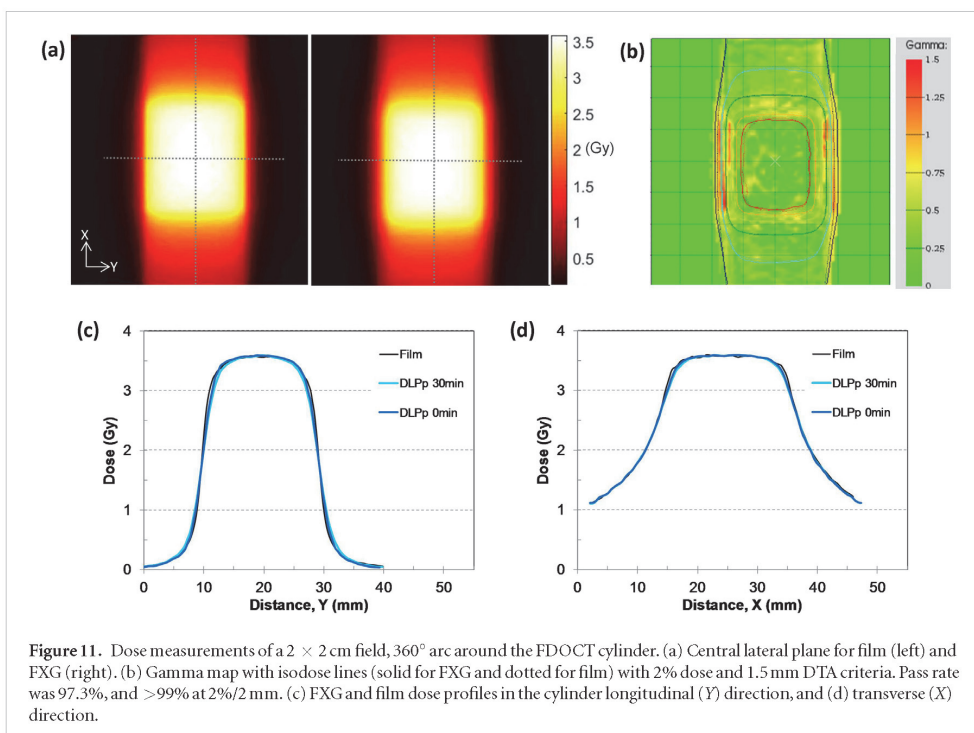 (a)
X
Y
3.5
3
2.5
2 (Gy)
1.5
1
0.5
(b)
Gamma:
1.5
1.25
1
0.75
0.5
0.25
0
(c)
4
3
2
1
0
Dose (Gy)
Film
DLPp 30min
DLPp 0min
0 10 20 30 40 50
Distance, Y (mm)
(d)
4
3
2
1
0
Dose (Gy)
Film
DLPp 30min
DLPp 0min
0 10 20 30 40 50
Distance, X (mm)
Figure 11. Dose measurements of a 2 × 2 cm field, 360° arc around the FDOCT cylinder. (a) Central lateral plane for film (left) and
FXG (right). (b) Gamma map with isodose lines (solid for FXG and dotted for film) with 2% dose and 1.5 mm DTA criteria. Pass rate
was 97.3%, and >99% at 2%/2 mm. (c) FXG and film dose profiles in the cylinder longitudinal (Y) direction, and (d) transverse (X)
direction.